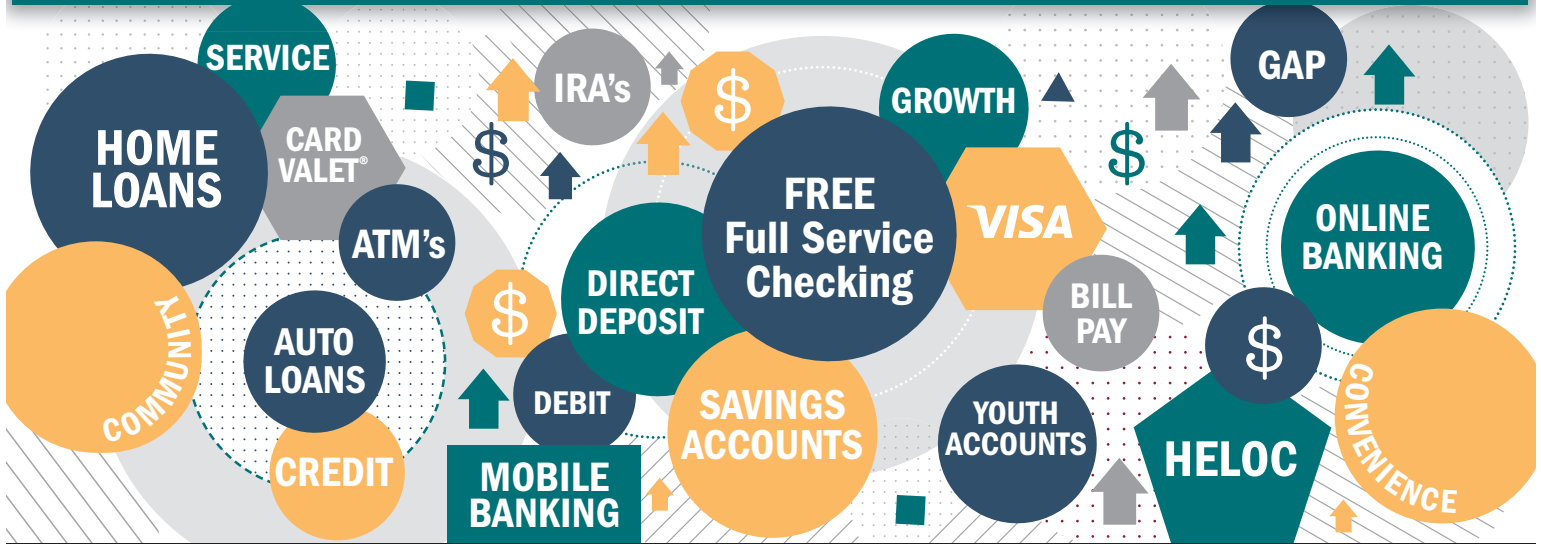 SERVICE
HOME
LOANS
CARD
VALET®
ATM's
COMMUNITY
AUTO
LOANS
CREDIT
IRA's
$
$
$
DIRECT
DEPOSIT
DEBIT
MOBILE
BANKING
FREE
Full Service
Checking
SAVINGS
ACCOUNTS
GROWTH
VISA
$
BILL
PAY
YOUTH
ACCOUNTS
GAP
ONLINE
BANKING
$
HELOC
CONVENIENCE